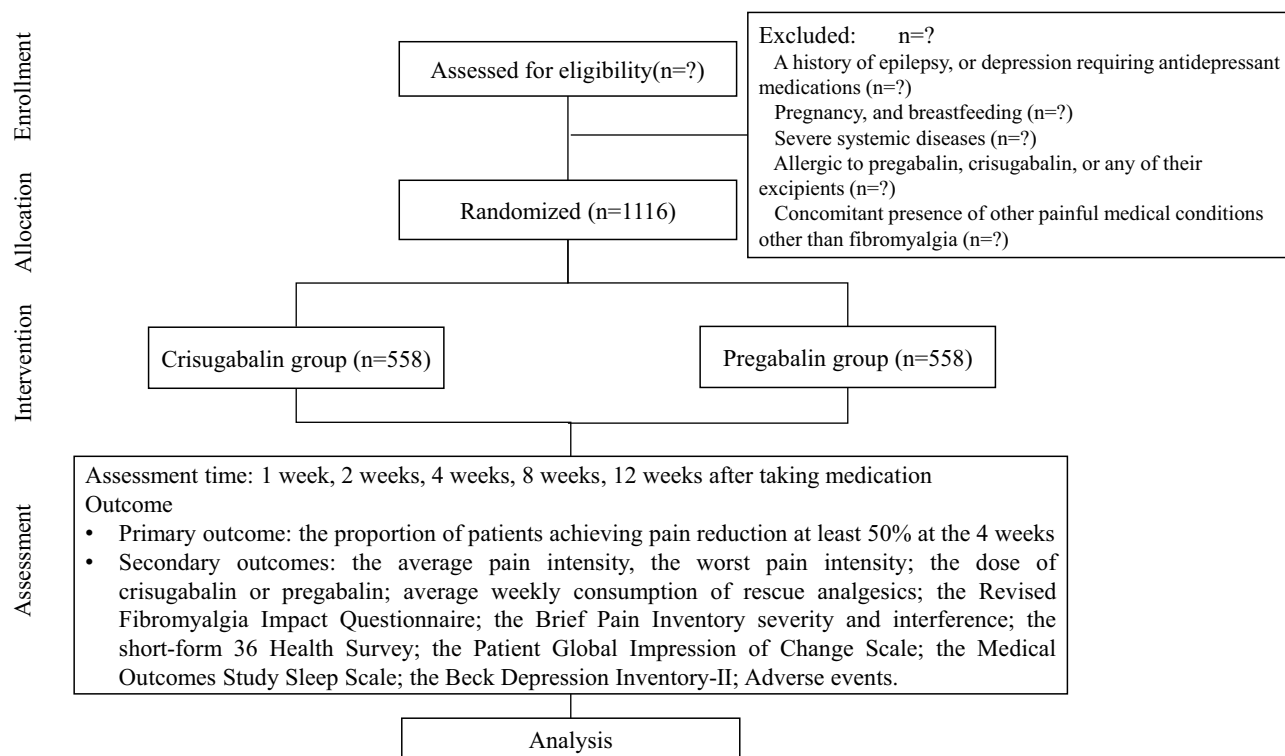 Enrollment
Assessed for eligibility(n=?)
Excluded: n=?
A history of epilepsy, or depression requiring antidepressant
medications (n=?)
Pregnancy, and breastfeeding (n=?)
Severe systemic diseases (n=?)
Allergic to pregabalin, crisugabalin, or any of their
excipients (n=?)
Concomitant presence of other painful medical conditions
other than fibromyalgia (n=?)
Allocation
Randomized (n=1116)
Intervention
Crisugabalin group (n=558)
Pregabalin group (n=558)
Assessment
Assessment time: 1 week, 2 weeks, 4 weeks, 8 weeks, 12 weeks after taking medication
Outcome
• Primary outcome: the proportion of patients achieving pain reduction at least 50% at the 4 weeks
• Secondary outcomes: the average pain intensity, the worst pain intensity; the dose of
crisugabalin or pregabalin; average weekly consumption of rescue analgesics; the Revised
Fibromyalgia Impact Questionnaire; the Brief Pain Inventory severity and interference; the
short-form 36 Health Survey; the Patient Global Impression of Change Scale; the Medical
Outcomes Study Sleep Scale; the Beck Depression Inventory-II; Adverse events.
Analysis